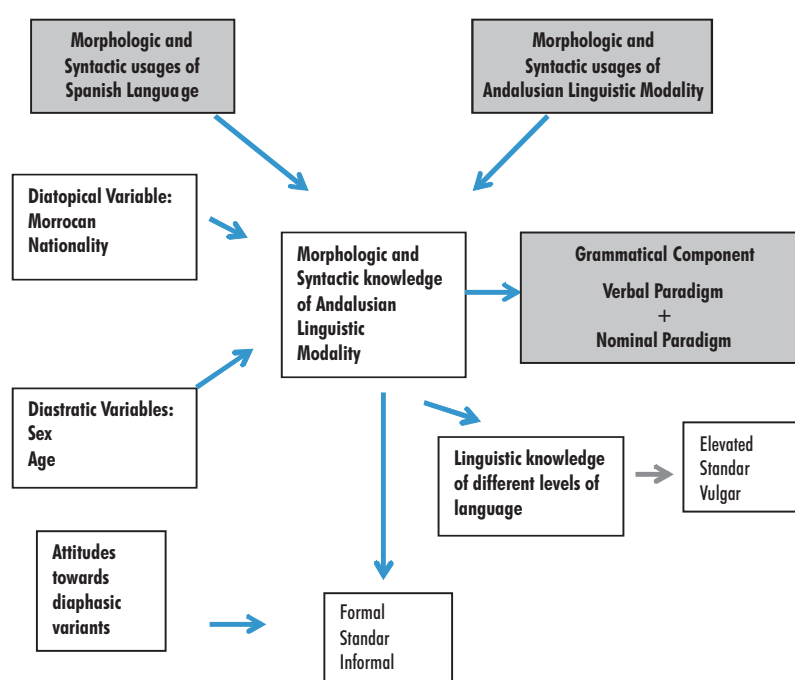 Morphologic and
Syntactic usages of
Spanish Language
Morphologic and
Syntactic usages of
Andalusian Linguistic Modality
Diatopical Variable:
Morrocan
Nationality
Morphologic and
Syntactic knowledge
of Andalusian
Linguistic
Modality
Grammatical Component
Verbal Paradigm
+
Nominal Paradigm
Diastratic Variables:
Sex
Age
Linguistic knowledge
of different levels of
language
Elevated
Standar
Vulgar
Attitudes
towards
diaphasic
variants
Formal
Standar
Informal